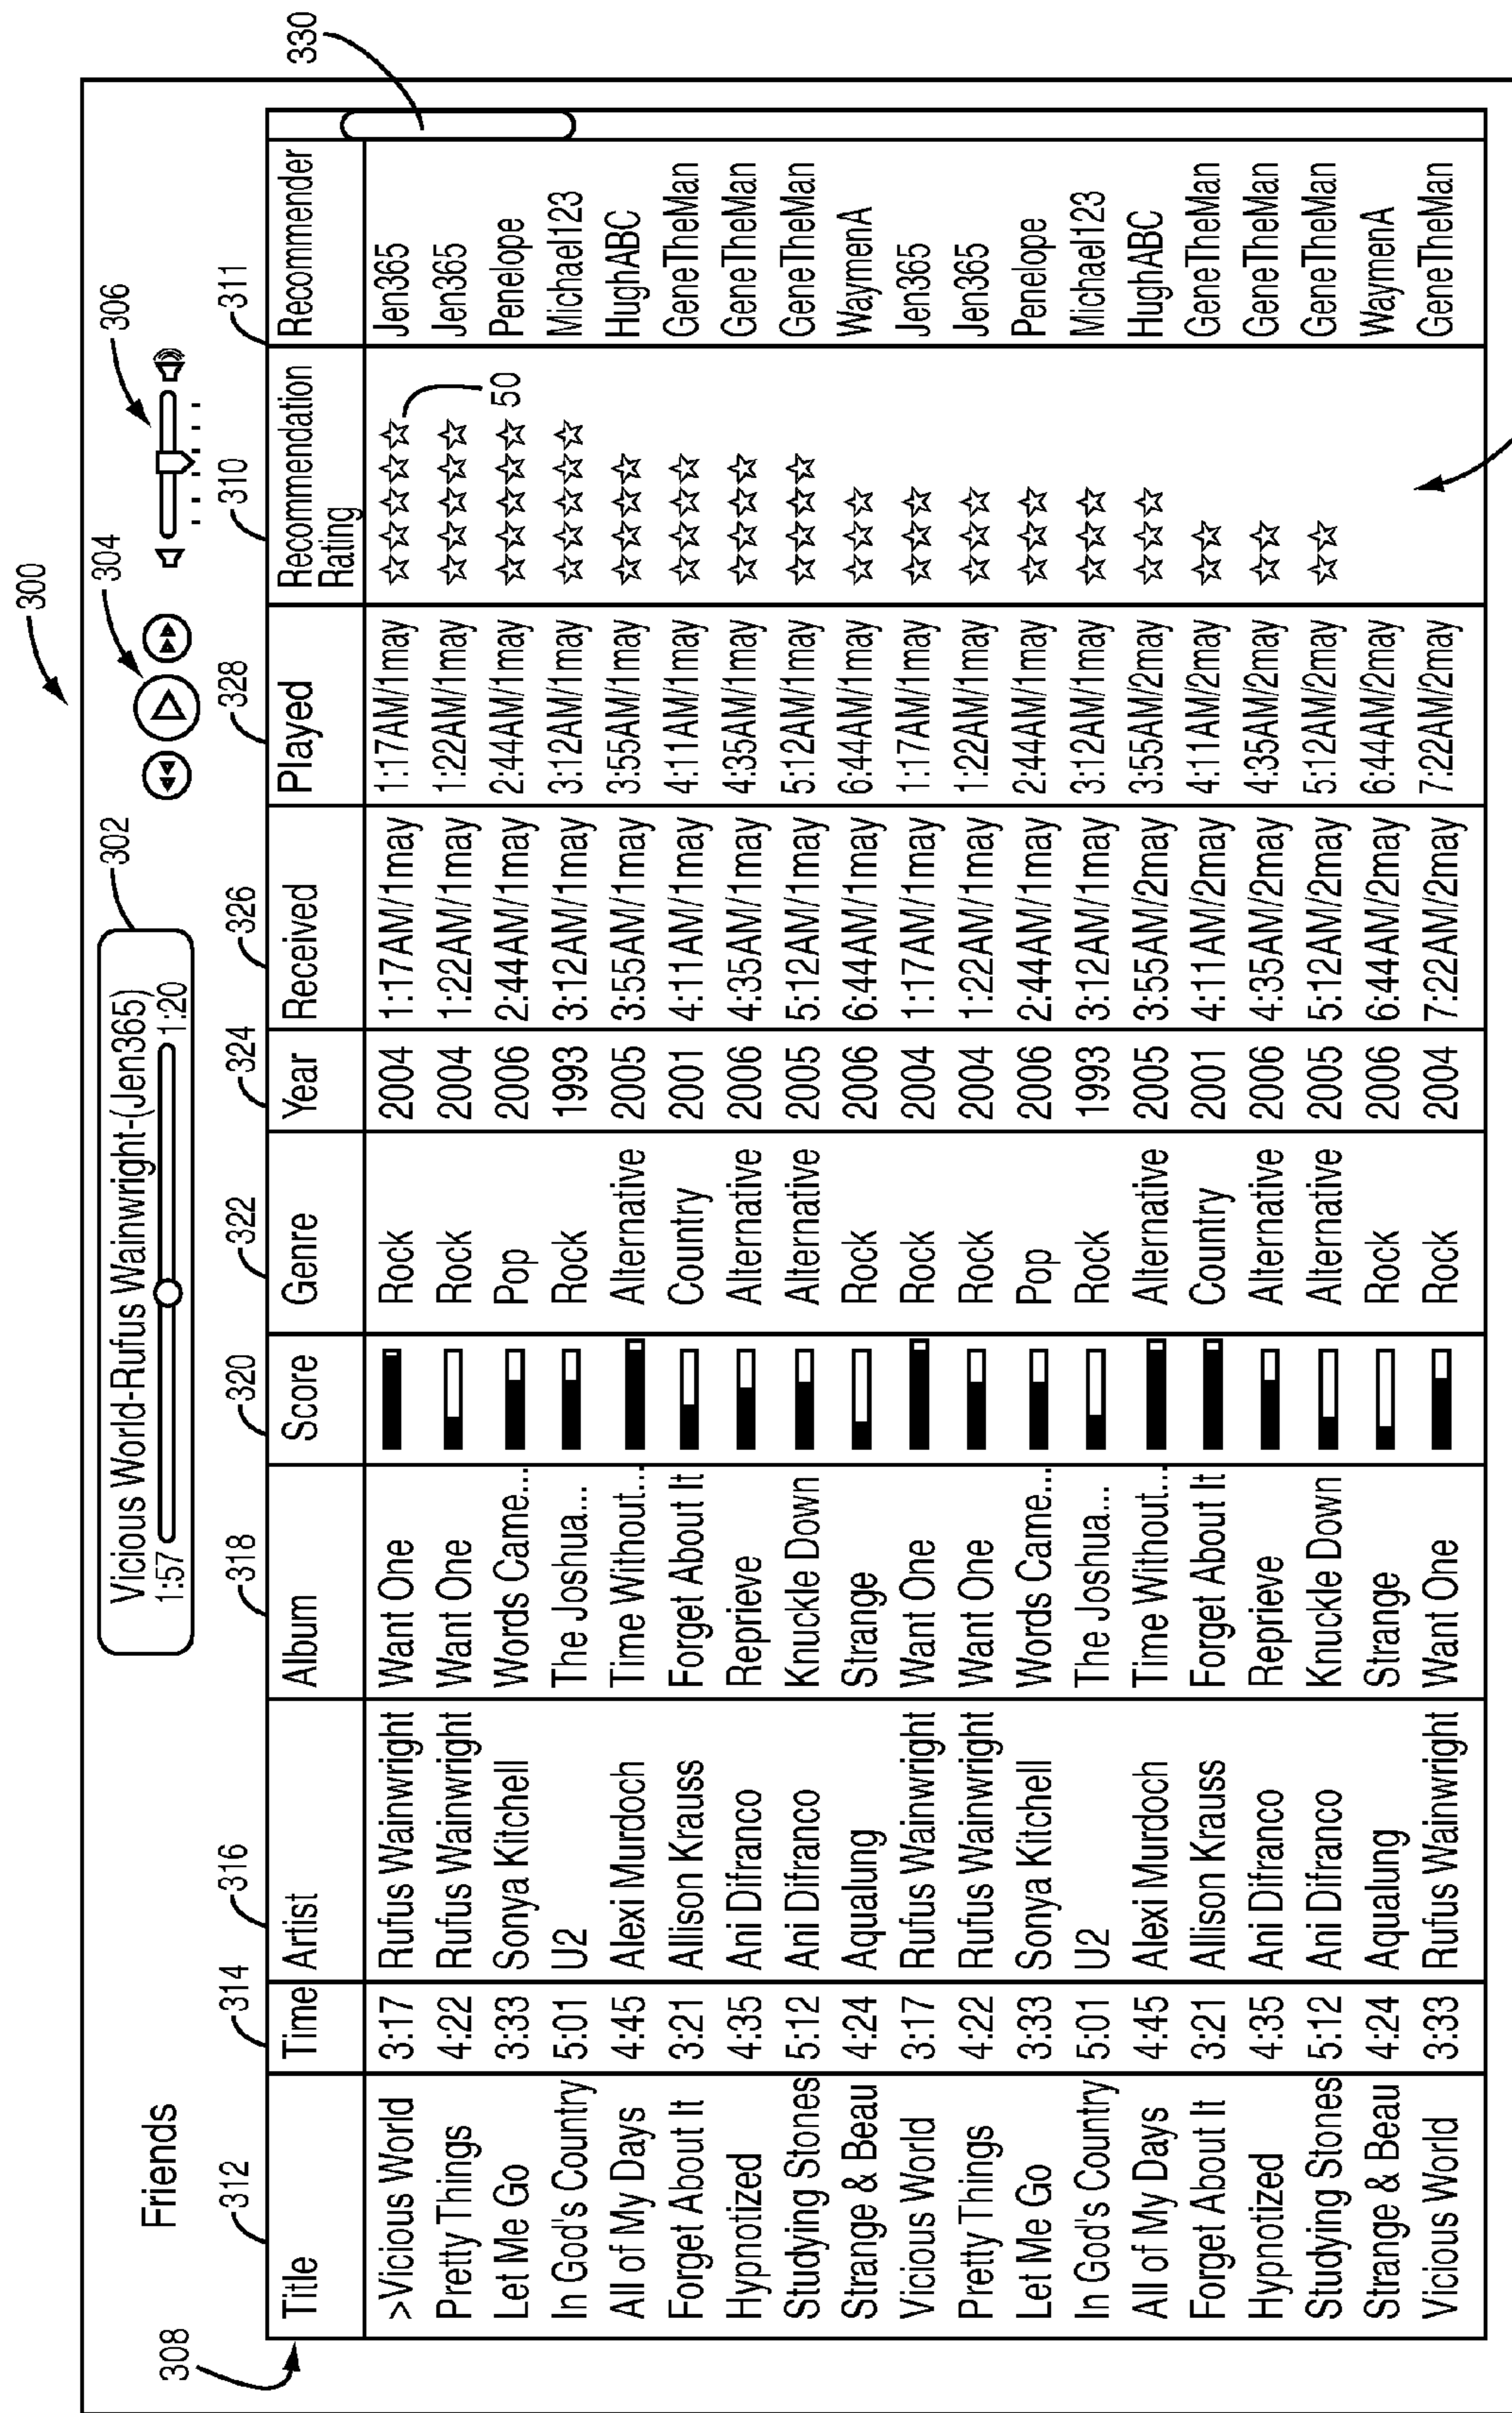 300
Friends
Vicious World-Rufus Wainwright-(Jen365)
1:57 1:20
302
304
306
308
312 314 316 318 320 322 324 326 328 310 311
330
Title Time Artist Album Score Genre Year Received Played Recommendation Rating Recommender
>Vicious World 3:17 Rufus Wainwright Want One Rock 2004 1:17AM/1may 1:17AM/1may ☆☆☆☆☆ Jen365
Pretty Things 4:22 Rufus Wainwright Want One Rock 2004 1:22AM/1may 1:22AM/1may ☆☆☆☆☆ Jen365
50
Let Me Go 3:33 Sonya Kitchell Words Came... Pop 2006 2:44AM/1may 2:44AM/1may ☆☆☆☆☆ Penelope
In God's Country 5:01 U2 The Joshua... Rock 1993 3:12AM/1may 3:12AM/1may ☆☆☆☆☆ Michael123
All of My Days 4:45 Alexi Murdoch Time Without... Alternative 2005 3:55AM/1may 3:55AM/1may ☆☆☆☆ HughABC
Forget About It 3:21 Allison Krauss Forget About It Country 2001 4:11AM/1may 4:11AM/1may ☆☆☆☆ GeneTheMan
Hypnotized 4:35 Ani Difranco Reprieve Alternative 2006 4:35AM/1may 4:35AM/1may ☆☆☆☆ GeneTheMan
Studying Stones 5:12 Ani Difranco Knuckle Down Alternative 2005 5:12AM/1may 5:12AM/1may ☆☆☆☆ GeneTheMan
Strange & Beau 4:24 Aqualung Strange Rock 2006 6:44AM/1may 6:44AM/1may ☆☆☆ WaymenA
Vicious World 3:17 Rufus Wainwright Want One Rock 2004 1:17AM/1may 1:17AM/1may ☆☆☆ Jen365
Pretty Things 4:22 Rufus Wainwright Want One Rock 2004 1:22AM/1may 1:22AM/1may ☆☆☆ Jen365
Let Me Go 3:33 Sonya Kitchell Words Came... Pop 2006 2:44AM/1may 2:44AM/1may ☆☆☆ Penelope
In God's Country 5:01 U2 The Joshua... Rock 1993 3:12AM/1may 3:12AM/1may ☆☆☆ Michael123
All of My Days 4:45 Alexi Murdoch Time Without... Alternative 2005 3:55AM/2may 3:55AM/2may ☆☆☆ HughABC
Forget About It 3:21 Allison Krauss Forget About It Country 2001 4:11AM/2may 4:11AM/2may ☆☆ GeneTheMan
Hypnotized 4:35 Ani Difranco Reprieve Alternative 2006 4:35AM/2may 4:35AM/2may ☆☆ GeneTheMan
Studying Stones 5:12 Ani Difranco Knuckle Down Alternative 2005 5:12AM/2may 5:12AM/2may ☆☆ GeneTheMan
Strange & Beau 4:24 Aqualung Strange Rock 2006 6:44AM/2may 6:44AM/2may WaymenA
Vicious World 3:33 Rufus Wainwright Want One Rock 2004 7:22AM/2may 7:22AM/2may GeneTheMan